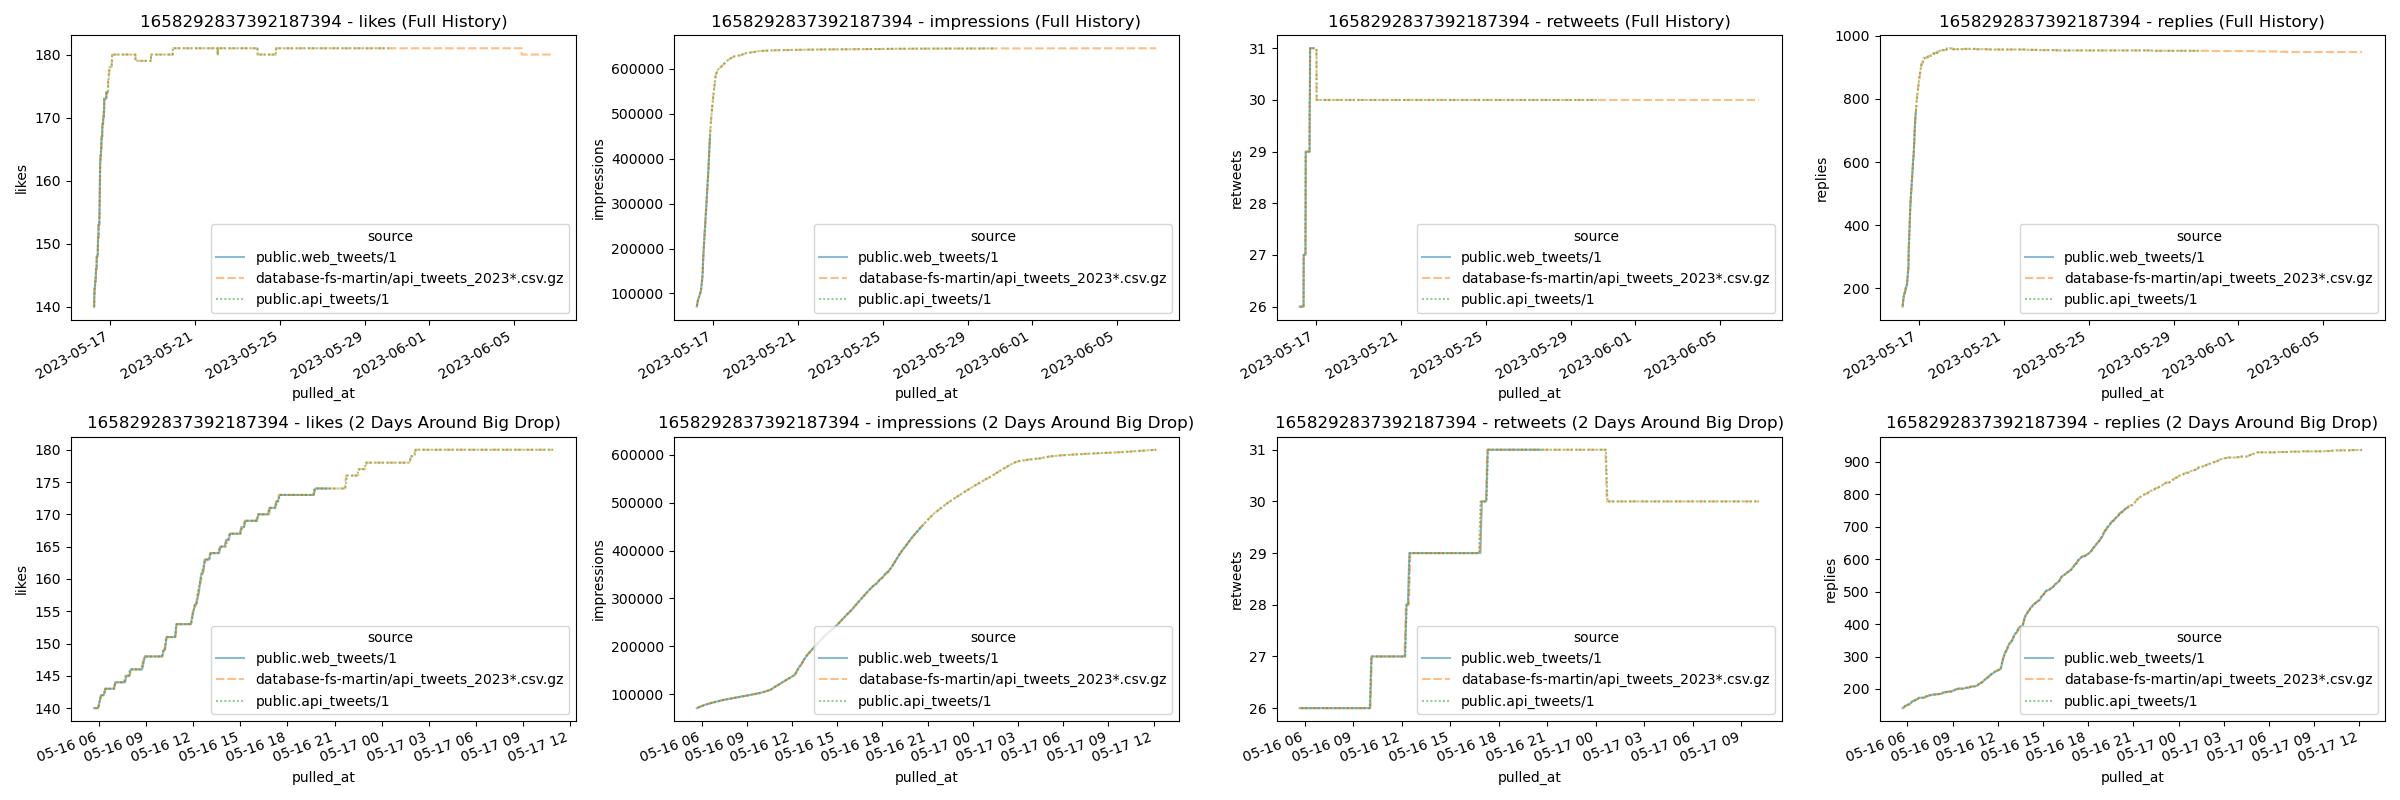 1658292837392187394 - likes (Full History)
likes
180
170
160
150
140
source
public.web_tweets/1
database-fs-martin/api_tweets_2023*.csv.gz
public.api_tweets/1
2023-05-17
2023-05-21
2023-05-25
2023-05-29
2023-06-01
2023-06-05
pulled_at
1658292837392187394 - impressions (Full History)
impressions
600000
500000
400000
300000
200000
100000
source
public.web_tweets/1
database-fs-martin/api_tweets_2023*.csv.gz
public.api_tweets/1
2023-05-17
2023-05-21
2023-05-25
2023-05-29
2023-06-01
2023-06-05
pulled_at
1658292837392187394 - retweets (Full History)
retweets
31
30
29
28
27
26
source
public.web_tweets/1
database-fs-martin/api_tweets_2023*.csv.gz
public.api_tweets/1
2023-05-17
2023-05-21
2023-05-25
2023-05-29
2023-06-01
2023-06-05
pulled_at
1658292837392187394 - replies (Full History)
replies
1000
800
600
400
200
source
public.web_tweets/1
database-fs-martin/api_tweets_2023*.csv.gz
public.api_tweets/1
2023-05-17
2023-05-21
2023-05-25
2023-05-29
2023-06-01
2023-06-05
pulled_at
1658292837392187394 - likes (2 Days Around Big Drop)
likes
180
175
170
165
160
155
150
145
140
source
public.web_tweets/1
database-fs-martin/api_tweets_2023*.csv.gz
public.api_tweets/1
05-16 06
05-16 09
05-16 12
05-16 15
05-16 18
05-16 21
05-17 00
05-17 03
05-17 06
05-17 09
05-17 12
pulled_at
1658292837392187394 - impressions (2 Days Around Big Drop)
impressions
600000
500000
400000
300000
200000
100000
source
public.web_tweets/1
database-fs-martin/api_tweets_2023*.csv.gz
public.api_tweets/1
05-16 06
05-16 09
05-16 12
05-16 15
05-16 18
05-16 21
05-17 00
05-17 03
05-17 06
05-17 09
05-17 12
pulled_at
1658292837392187394 - retweets (2 Days Around Big Drop)
retweets
31
30
29
28
27
26
source
public.web_tweets/1
database-fs-martin/api_tweets_2023*.csv.gz
public.api_tweets/1
05-16 06
05-16 09
05-16 12
05-16 15
05-16 18
05-16 21
05-17 00
05-17 03
05-17 06
05-17 09
pulled_at
1658292837392187394 - replies (2 Days Around Big Drop)
replies
900
800
700
600
500
400
300
200
source
public.web_tweets/1
database-fs-martin/api_tweets_2023*.csv.gz
public.api_tweets/1
05-16 06
05-16 09
05-16 12
05-16 15
05-16 18
05-16 21
05-17 00
05-17 03
05-17 06
05-17 09
05-17 12
pulled_at